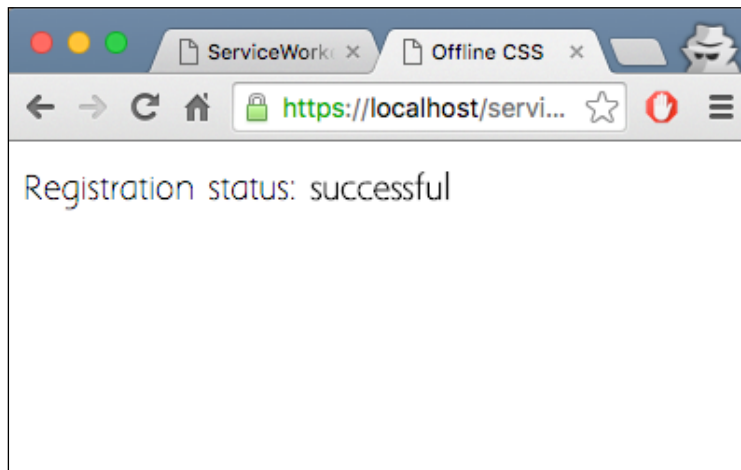 ServiceWork
Offline CSS
https://localhost/servi...
Registration status: successful